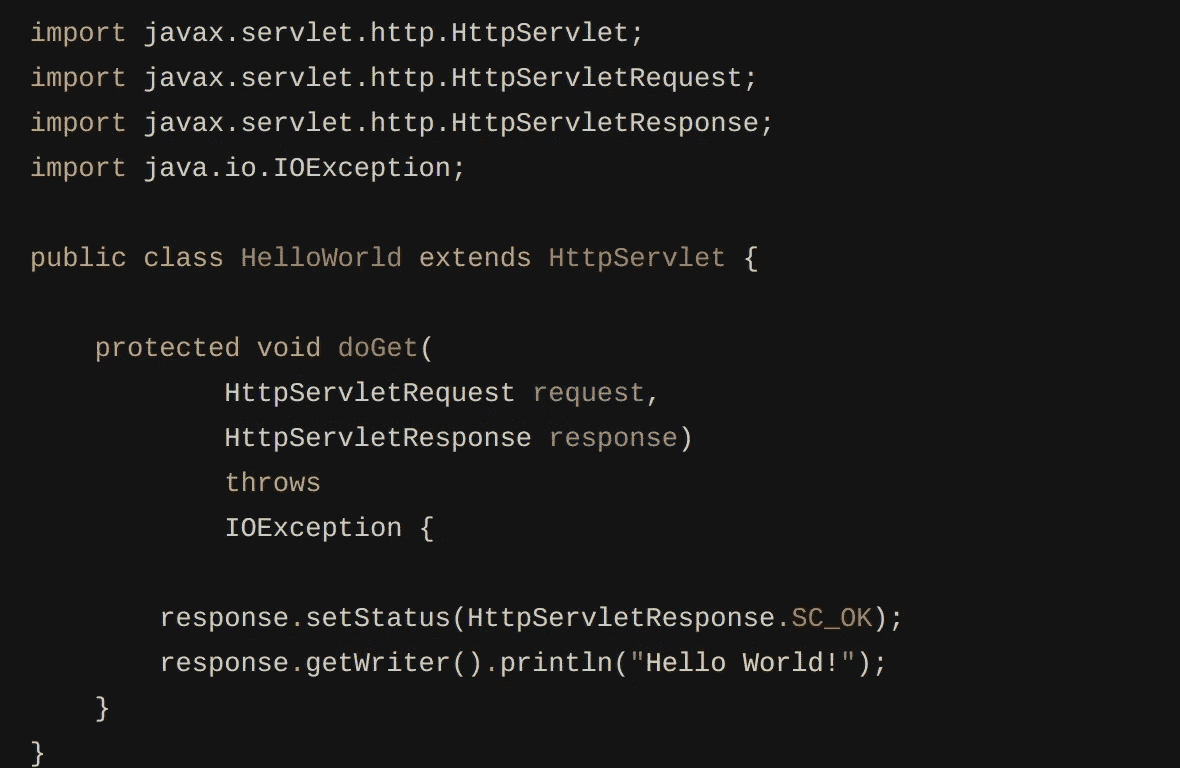 import javax.servlet.http.HttpServlet;
import javax.servlet.http.HttpServletRequest;
import javax.servlet.http.HttpServletResponse;
import java.io.IOException;

public class HelloWorld extends HttpServlet {

    protected void doGet(
            HttpServletRequest request,
            HttpServletResponse response)
            throws
            IOException {

        response.setStatus(HttpServletResponse.SC_OK);
        response.getWriter().println("Hello World!");
    }
}